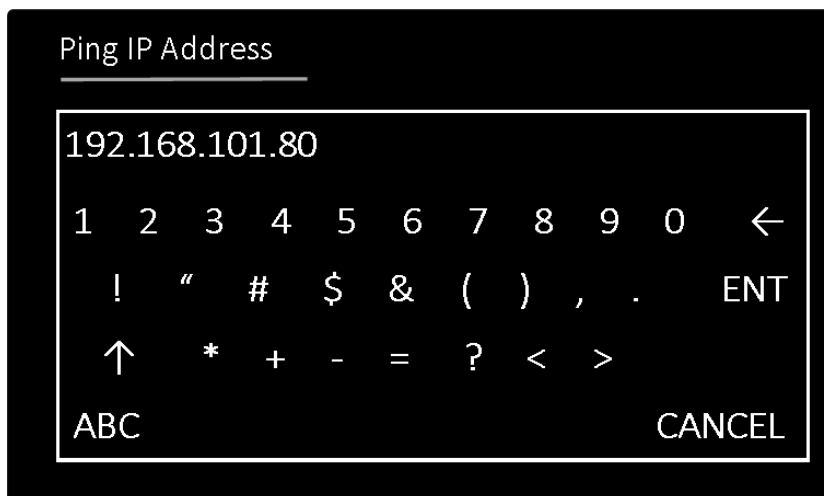 Ping IP Address
192.168.101.80
1 2 3 4 5 6 7 8 9 0 ←
! “ # $ & ( ) , . ENT
↑ * + - = ? < >
ABC CANCEL